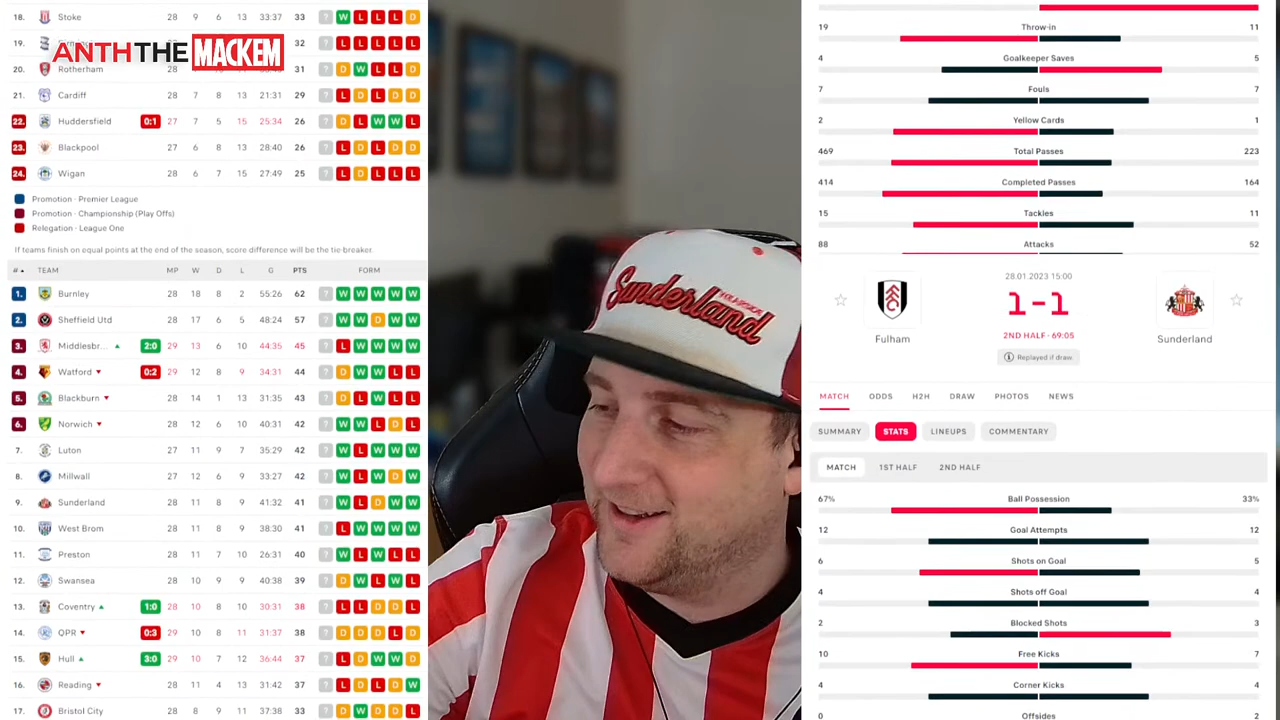 18. Stoke 28 9 6 13 33:37 33 ? W L L L D
19. 32 ? L L L L L
ANTHTHE MACKEM
20. Rotherham 28 31 ? D W L L D
21. Cardiff 28 7 8 13 21:31 29 ? L D L D D
22. Huddersfield 0:1 27 7 5 15 25:34 26 ? D L W W L
23. Blackpool 27 6 8 13 28:40 26 ? L D L D D
24. Wigan 28 6 7 15 27:49 25 ? L D L L L
Promotion - Premier League
Promotion - Championship (Play Offs)
Relegation - League One
If teams finish on equal points at the end of the season, score difference will be the tie-breaker.
# TEAM MP W D L G PTS FORM
1. Burnley 28 18 8 2 55:26 62 ? W W W W W
2. Sheffield Utd 28 17 6 5 48:24 57 ? W W D W W
3. Middlesbr... 2:0 29 13 6 10 44:35 45 ? L W W W W
4. Watford 0:2 29 12 8 9 34:31 44 ? D W W L L
5. Blackburn 28 14 1 13 31:35 43 ? D L W L L
6. Norwich 28 12 6 10 40:31 42 ? W W L D L
7. Luton 27 11 9 7 35:29 42 ? W L W W W
8. Millwall 27 12 6 9 34:27 42 ? W L W D W
9. Sunderland 28 11 8 9 41:32 41 ? W L D W W
10. West Brom 28 11 8 9 38:30 41 ? L W W W W
11. Preston 28 11 7 10 26:31 40 ? W L W L L
12. Swansea 28 10 9 9 40:38 39 ? D W L W L
13. Coventry 1:0 28 10 8 10 30:31 38 ? L L D D L
14. QPR 0:3 29 10 8 11 31:37 38 ? D D D L D
15. Hull 3:0 29 10 7 12 36:44 37 ? L D W W D
16. Reading 28 11 4 13 31:42 37 ? L D L D W
17. Bristol City 28 8 9 11 37:38 33 ? D W D D L
Sunderland
19 Throw-in 11
4 Goalkeeper Saves 5
7 Fouls 7
2 Yellow Cards 1
469 Total Passes 223
414 Completed Passes 164
15 Tackles 11
88 Attacks 52
28.01.2023 15:00
1-1
2ND HALF - 69:05
Fulham Sunderland
Replayed if draw.
MATCH ODDS H2H DRAW PHOTOS NEWS
SUMMARY STATS LINEUPS COMMENTARY
MATCH 1ST HALF 2ND HALF
67% Ball Possession 33%
12 Goal Attempts 12
6 Shots on Goal 5
4 Shots off Goal 4
2 Blocked Shots 3
10 Free Kicks 7
4 Corner Kicks 4
0 Offsides 2